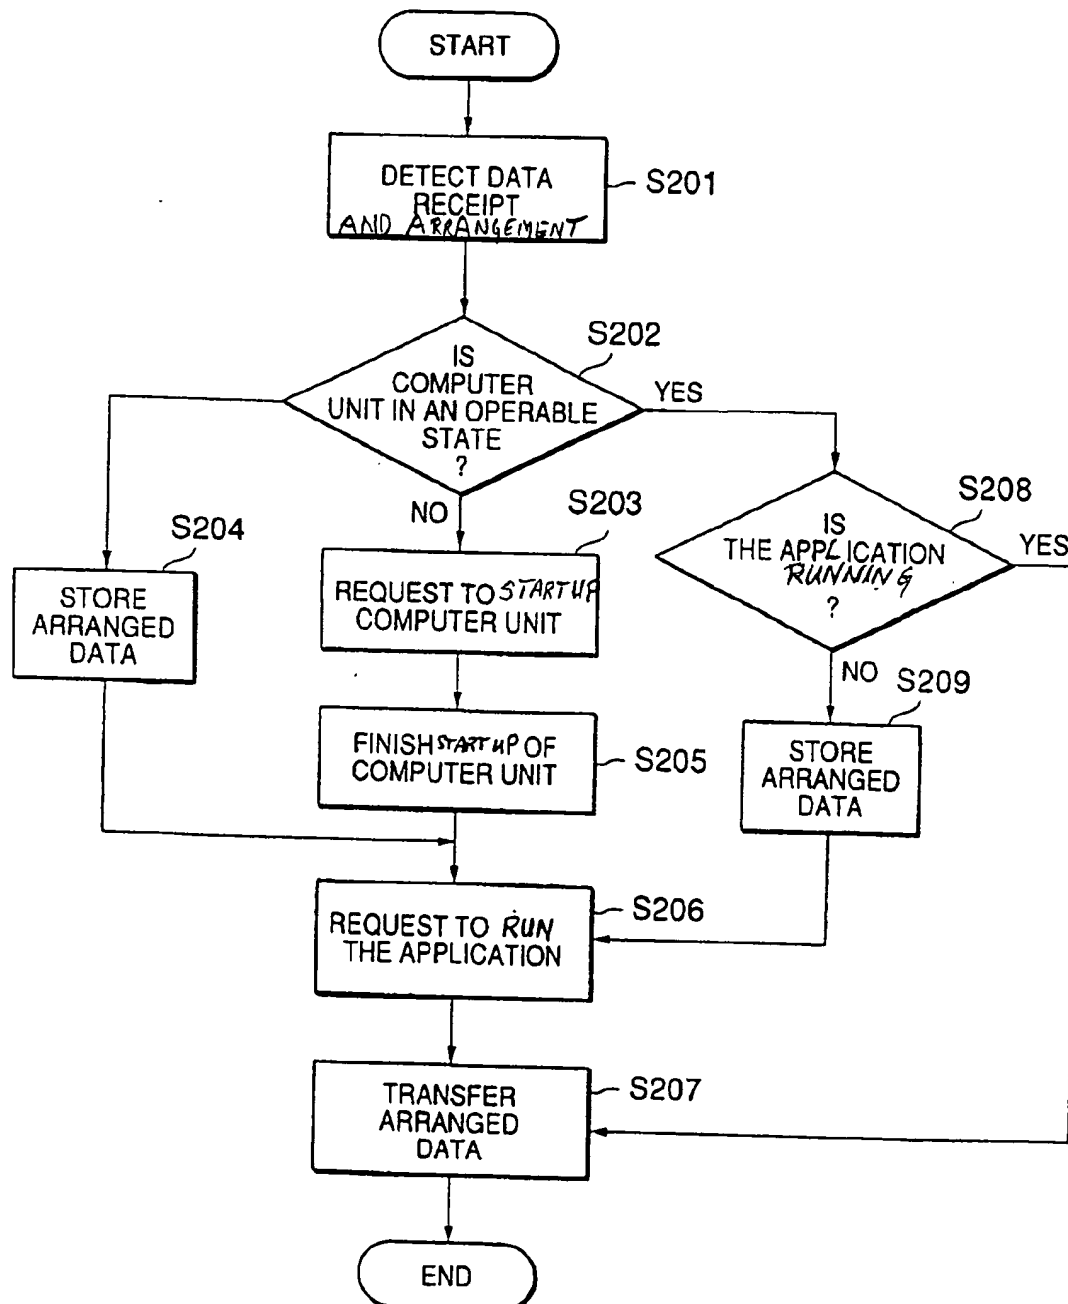 START
DETECT DATA
RECEIPT
AND ARRANGEMENT
S201
IS
COMPUTER
UNIT IN AN OPERABLE
STATE
?
S202
YES
NO
S203
S204
S208
IS
THE APPLICATION
RUNNING
?
YES
STORE
ARRANGED
DATA
REQUEST TO START UP
COMPUTER UNIT
NO
S209
FINISH START UP OF
COMPUTER UNIT
S205
STORE
ARRANGED
DATA
REQUEST TO RUN
THE APPLICATION
S206
TRANSFER
ARRANGED
DATA
S207
END